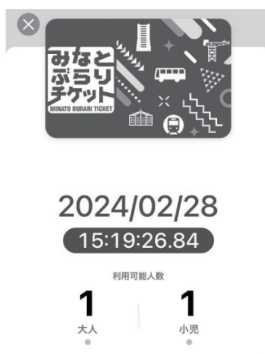 みなと
ぶらり
チケット
MINATO BURARI TICKET
2024/02/28
15:19:26.84
利用可能人数
1 1
大人 小児